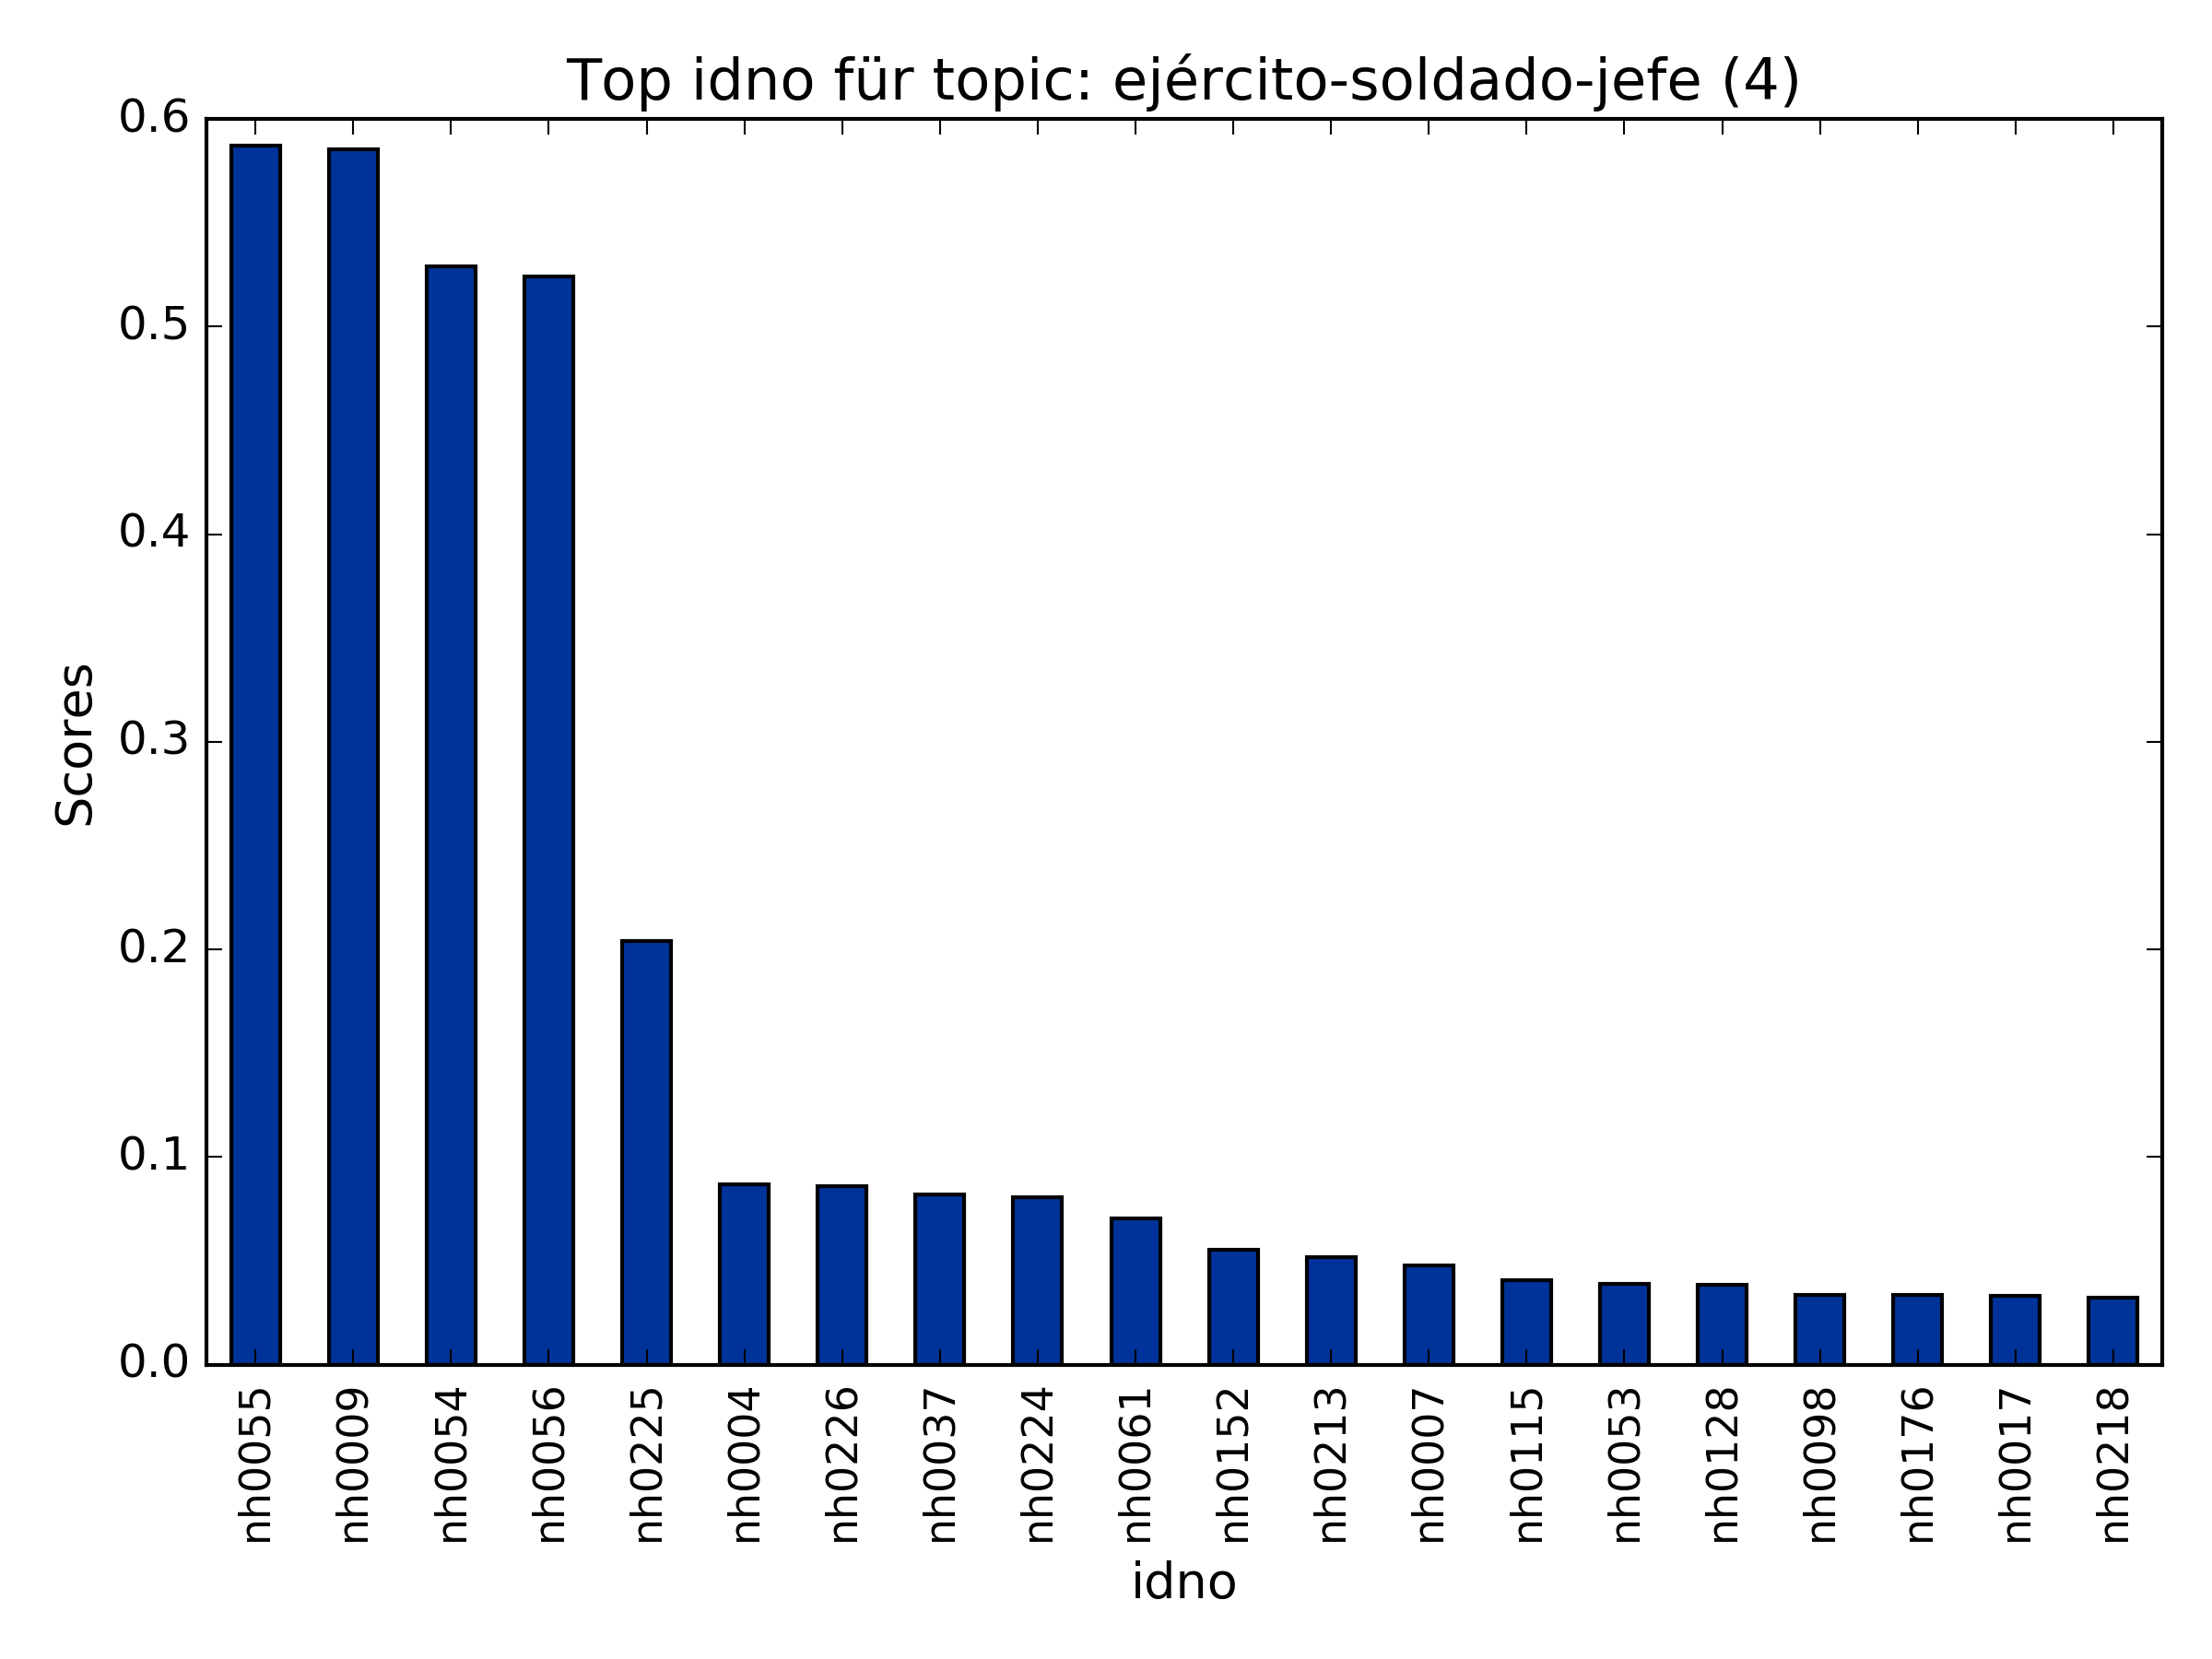 Top idno für topic: ejército-soldado-jefe (4)
Scores
0.6
0.5
0.4
0.3
0.2
0.1
0.0
nh0055
nh0009
nh0054
nh0056
nh0225
nh0004
nh0226
nh0037
nh0224
nh0061
nh0152
nh0213
nh0007
nh0115
nh0053
nh0128
nh0098
nh0176
nh0017
nh0218
idno